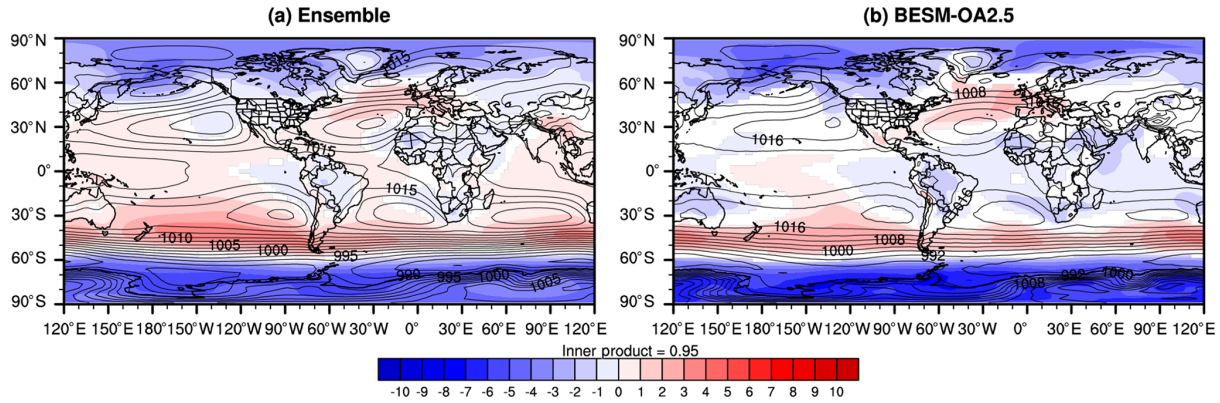 (a) Ensemble
(b) BESM-OA2.5
90°N
60°N
30°N
0°
30°S
60°S
90°S
1015
1015
1015
1010
1005
1000
995
980
995
1000
1005
120°E 150°E 180°150°W 120°W 90°W 60°W 30°W 0° 30°E 60°E 90°E 120°E
90°N
60°N
30°N
0°
30°S
60°S
90°S
1008
1016
1016
1008
1000
992
1008
992
1000
120°E 150°E 180°150°W 120°W 90°W 60°W 30°W 0° 30°E 60°E 90°E 120°E
Inner product = 0.95
-10 -9 -8 -7 -6 -5 -4 -3 -2 -1 0 1 2 3 4 5 6 7 8 9 10